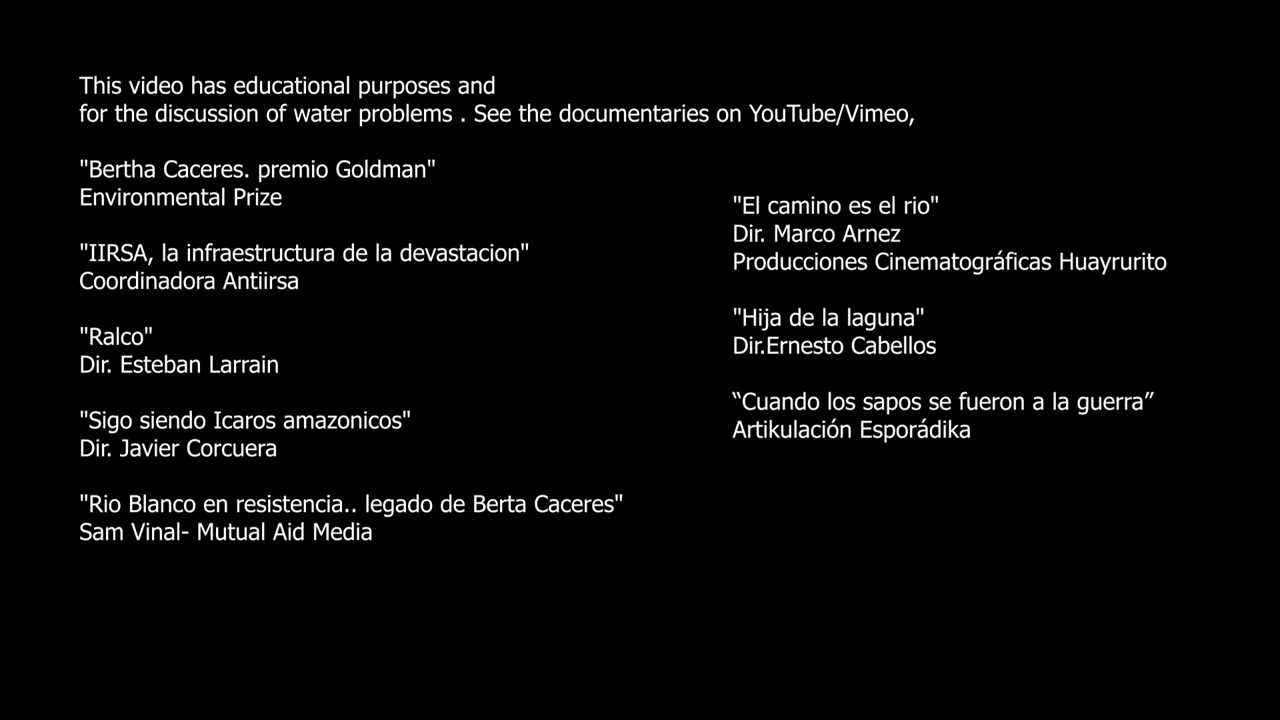 This video has educational purposes and
for the discussion of water problems . See the documentaries on YouTube/Vimeo,
"Bertha Caceres. premio Goldman"
Environmental Prize
"IIRSA, la infraestructura de la devastacion"
Coordinadora Antiirsa
"Ralco"
Dir. Esteban Larrain
"Sigo siendo Icaros amazonicos"
Dir. Javier Corcuera
"Rio Blanco en resistencia.. legado de Berta Caceres"
Sam Vinal- Mutual Aid Media
"El camino es el rio"
Dir. Marco Arnez
Producciones Cinematográficas Huayrurito
"Hija de la laguna"
Dir.Ernesto Cabellos
“Cuando los sapos se fueron a la guerra”
Artikulación Esporádika